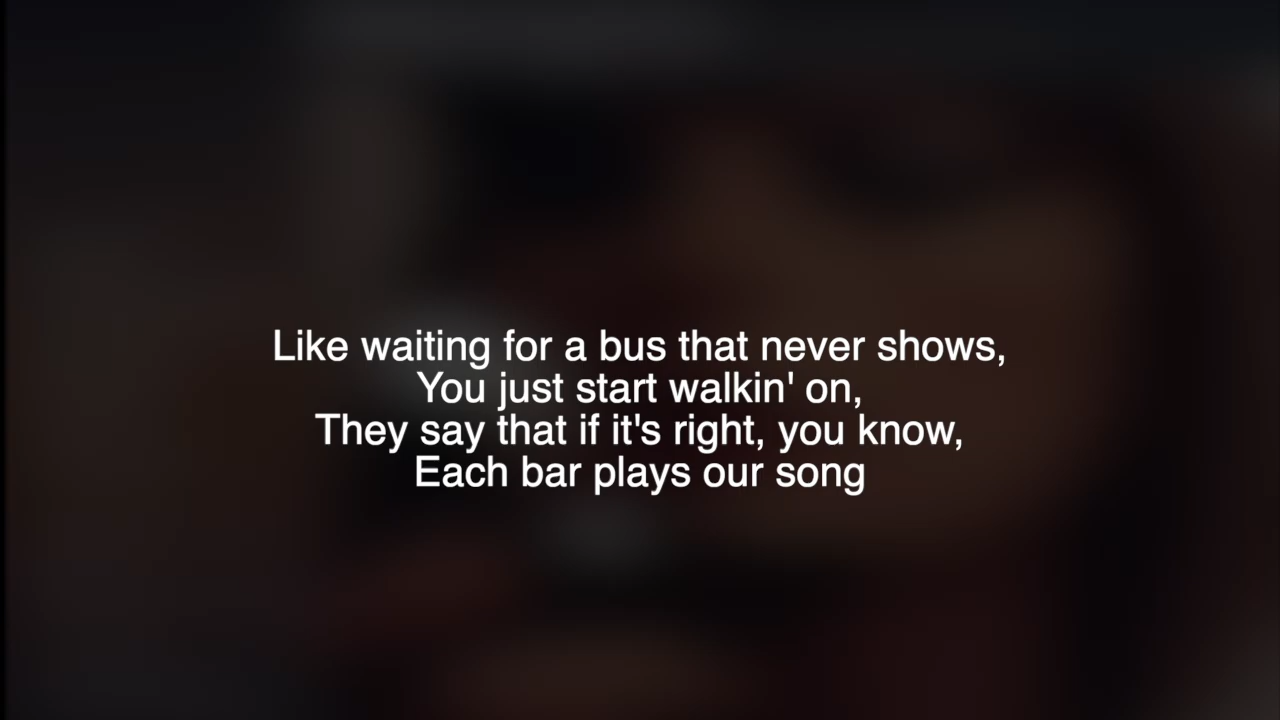 Like waiting for a bus that never shows,
You just start walkin' on,
They say that if it's right, you know,
Each bar plays our song